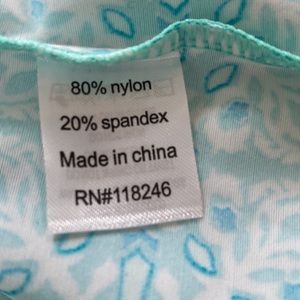 80% nylon
20% spandex
Made in china
RN#118246